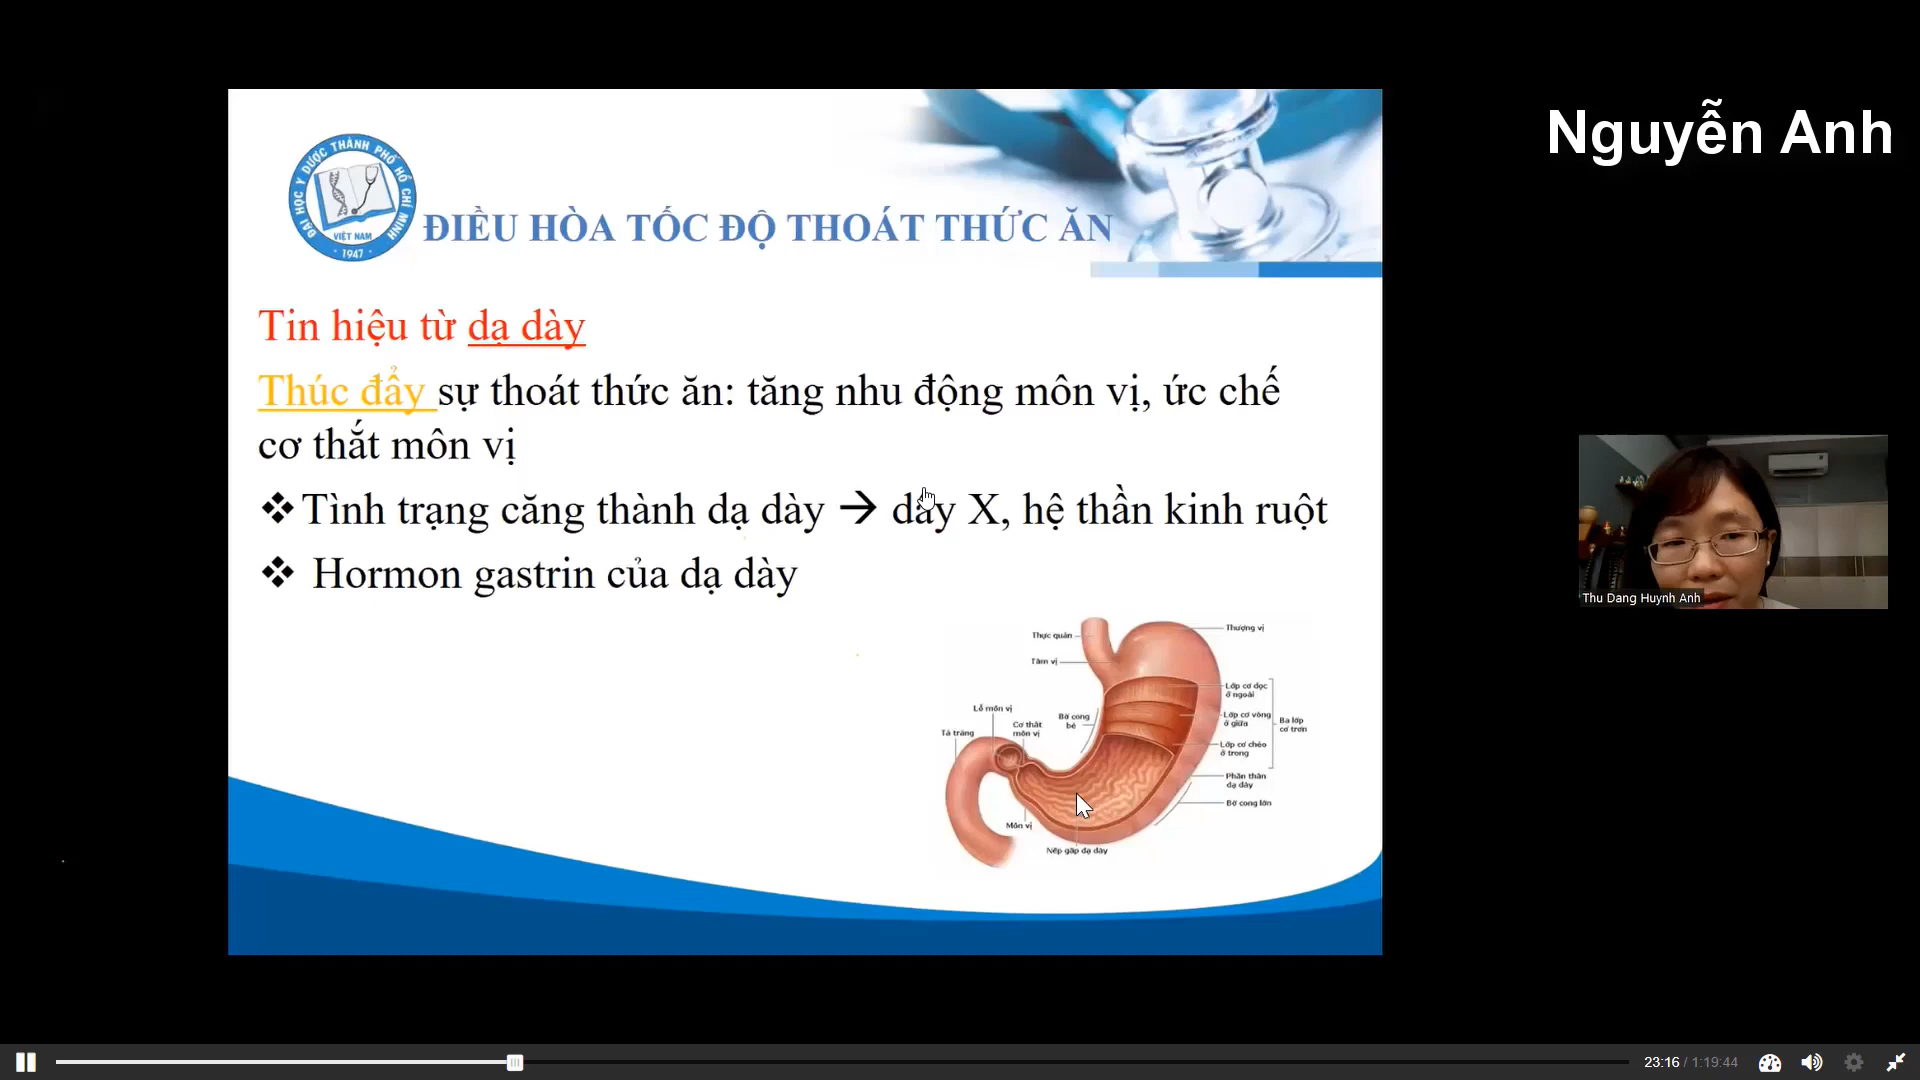 Nguyễn Anh
ĐẠI HỌC Y DƯỢC THÀNH PHỐ HỒ CHÍ MINH
VIỆT NAM
1947
ĐIỀU HÒA TỐC ĐỘ THOÁT THỨC ĂN
Tin hiệu từ dạ dày
Thúc đẩy sự thoát thức ăn: tăng nhu động môn vị, ức chế
cơ thắt môn vị
❖Tình trạng căng thành dạ dày → dây X, hệ thần kinh ruột
❖ Hormon gastrin của dạ dày
Thực quản
Thượng vị
Tâm vị
Lớp cơ dọc
ở ngoài
Lỗ môn vị
Bờ cong
bé
Lớp cơ vòng
ở giữa
Ba lớp
cơ trơn
Cơ thắt
môn vị
Tá tràng
Lớp cơ chéo
ở trong
Phần thân
dạ dày
Bờ cong lớn
Môn vị
Nếp gấp dạ dày
Thu Dang Huynh Anh
23:16 / 1:19:44